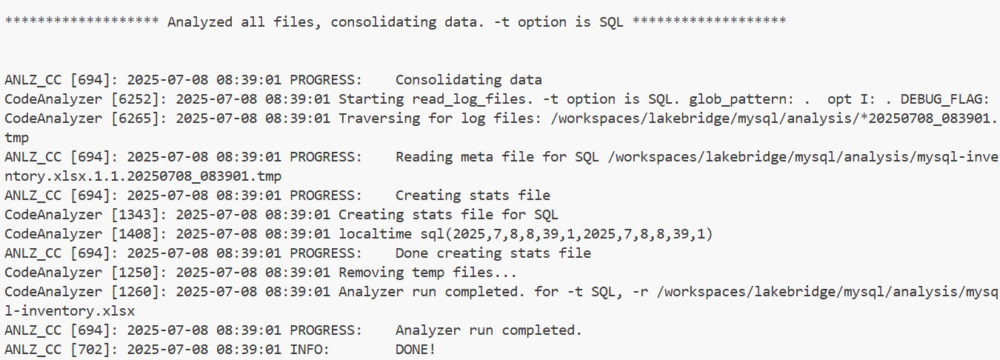 ******************* Analyzed all files, consolidating data. -t option is SQL *******************
ANLZ_CC [694]: 2025-07-08 08:39:01 PROGRESS:    Consolidating data
CodeAnalyzer [6252]: 2025-07-08 08:39:01 Starting read_log_files. -t option is SQL. glob_pattern: .  opt I: . DEBUG_FLAG:
CodeAnalyzer [6265]: 2025-07-08 08:39:01 Traversing for log files: /workspaces/lakebridge/mysql/analysis/*20250708_083901.
tmp
ANLZ_CC [694]: 2025-07-08 08:39:01 PROGRESS:    Reading meta file for SQL /workspaces/lakebridge/mysql/analysis/mysql-inve
ntory.xlsx.1.1.20250708_083901.tmp
ANLZ_CC [694]: 2025-07-08 08:39:01 PROGRESS:    Creating stats file
CodeAnalyzer [1343]: 2025-07-08 08:39:01 Creating stats file for SQL
CodeAnalyzer [1408]: 2025-07-08 08:39:01 localtime sql(2025,7,8,8,39,1,2025,7,8,8,39,1)
ANLZ_CC [694]: 2025-07-08 08:39:01 PROGRESS:    Done creating stats file
CodeAnalyzer [1250]: 2025-07-08 08:39:01 Removing temp files...
CodeAnalyzer [1260]: 2025-07-08 08:39:01 Analyzer run completed. for -t SQL, -r /workspaces/lakebridge/mysql/analysis/mysq
l-inventory.xlsx
ANLZ_CC [694]: 2025-07-08 08:39:01 PROGRESS:    Analyzer run completed.
ANLZ_CC [702]: 2025-07-08 08:39:01 INFO:        DONE!